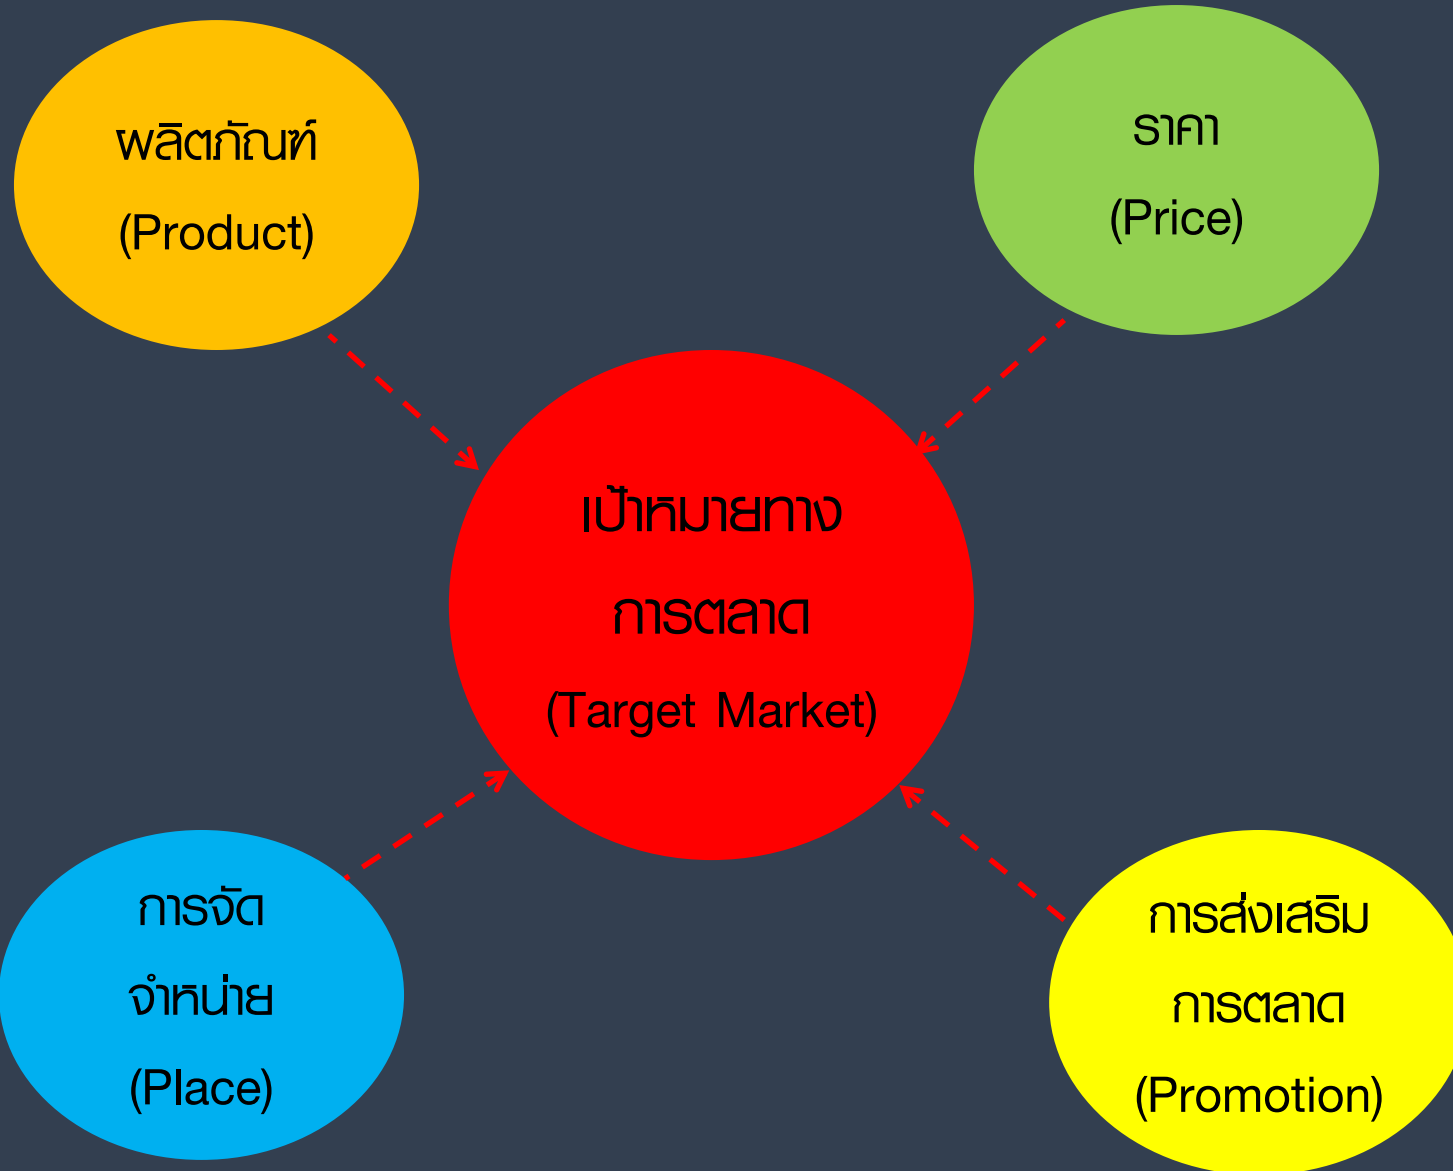 ผลิตภัณฑ์
(Product)
ราคา
(Price)
เป้าหมายทาง
การตลาด
(Target Market)
การจัด
จำหน่าย
(Place)
การส่งเสริม
การตลาด
(Promotion)